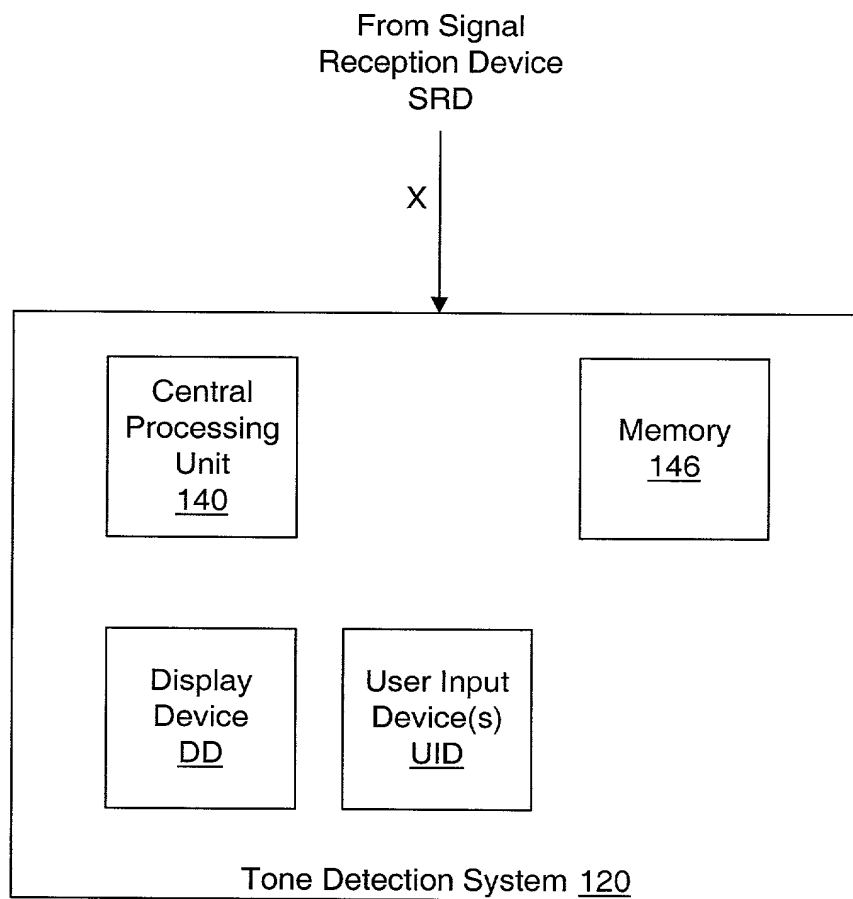 From Signal
Reception Device
SRD
X
Central
Processing
Unit
140
Memory
146
Display
Device
DD
User Input
Device(s)
UID
Tone Detection System 120